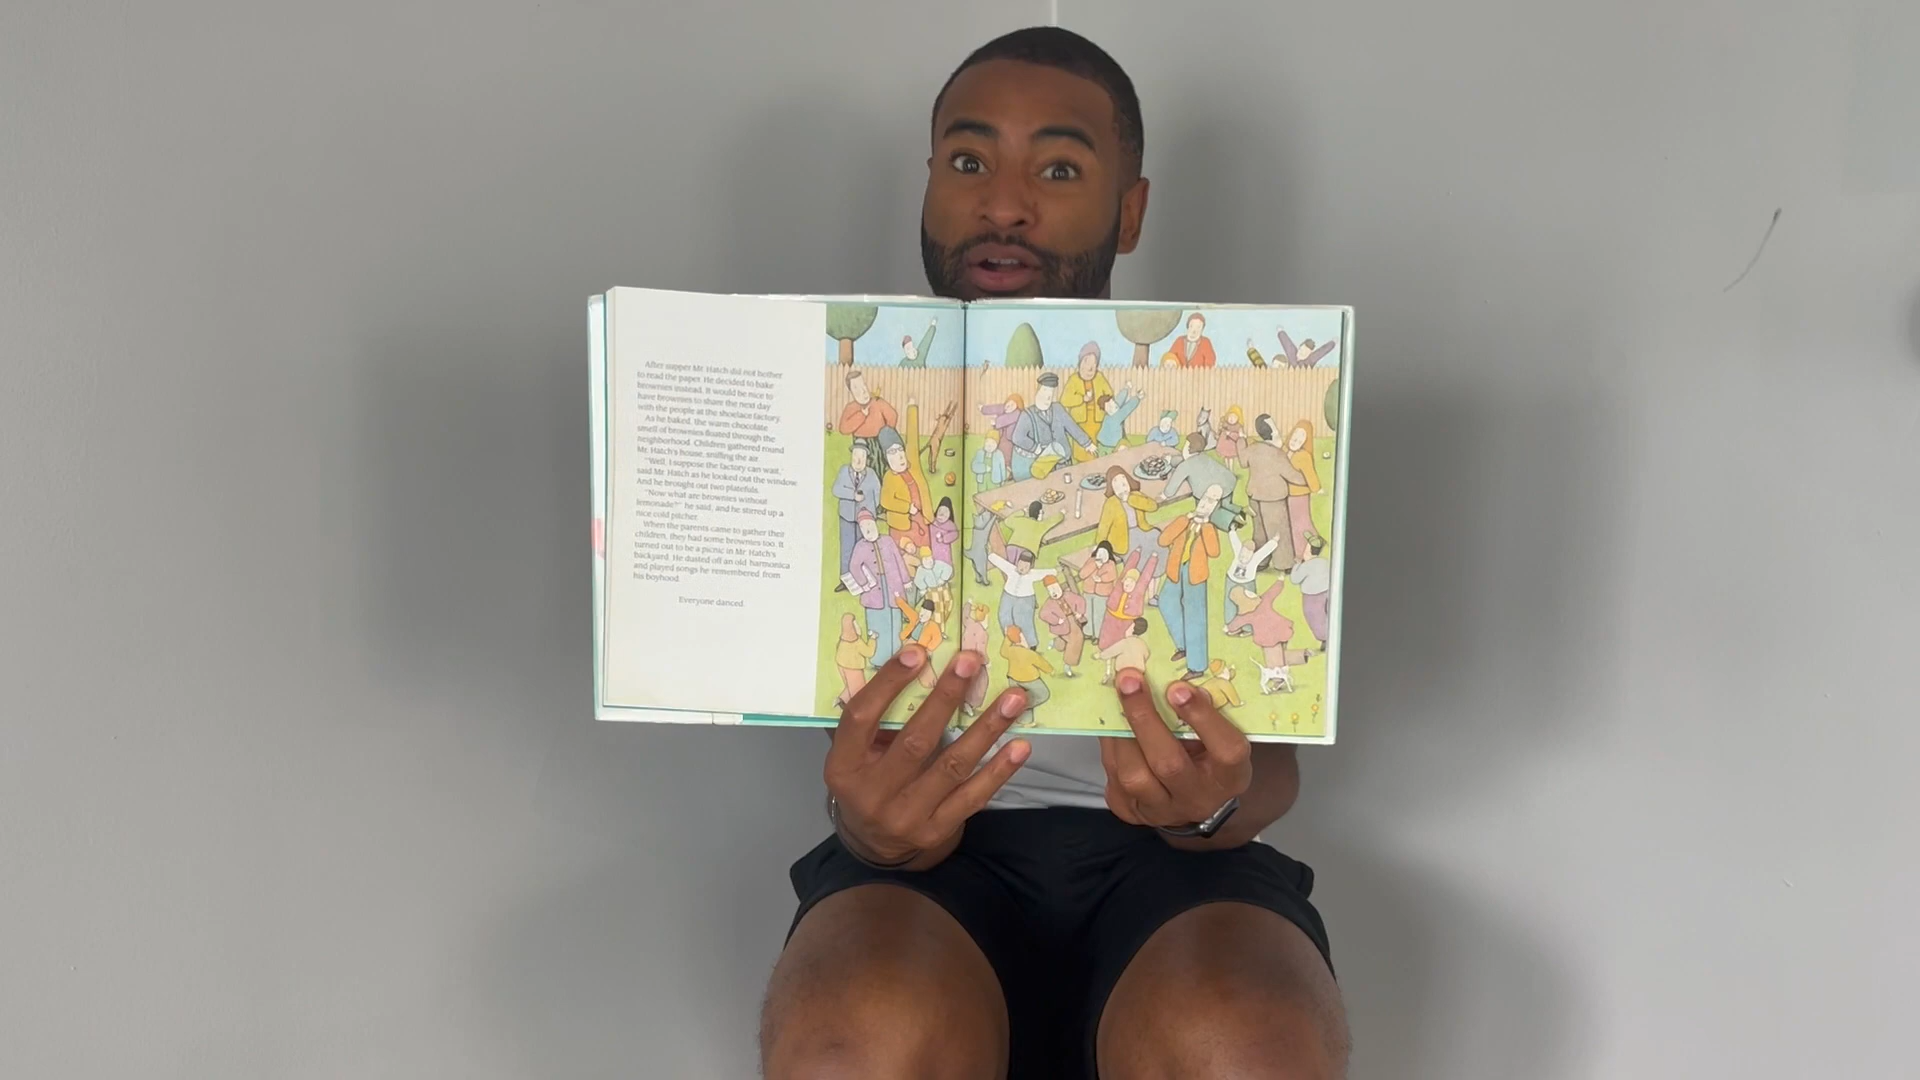 After supper Mr. Hatch did not bother
to read the paper. He decided to bake
brownies instead. It would be nice to
have brownies to share the next day
with the people at the shoelace factory.
As he baked, the warm chocolate
smell of brownies floated through the
neighborhood. Children gathered round
Mr. Hatch's house, sniffing the air.
"Well, I suppose the factory can wait,"
said Mr. Hatch as he looked out the window.
And he brought out two platefuls.
"Now what are brownies without
lemonade?" he said, and he stirred up a
nice cold pitcher.
When the parents came to gather their
children, they had some brownies too. It
turned out to be a picnic in Mr. Hatch's
backyard. He dusted off an old harmonica
and played songs he remembered from
his boyhood.
Everyone danced.